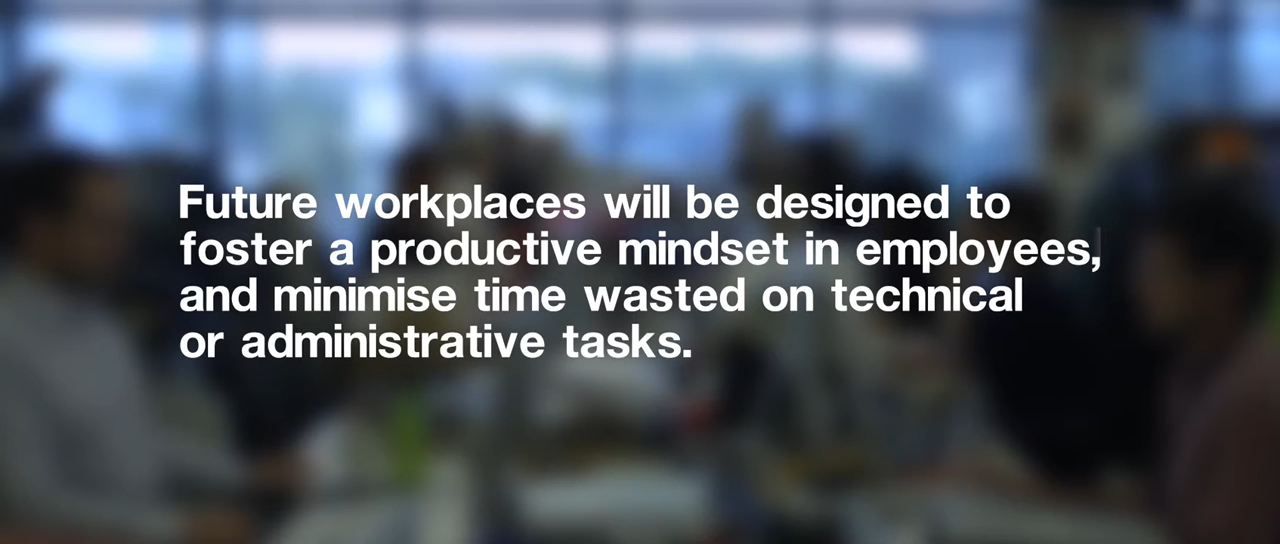 Future workplaces will be designed to
foster a productive mindset in employees,
and minimise time wasted on technical
or administrative tasks.